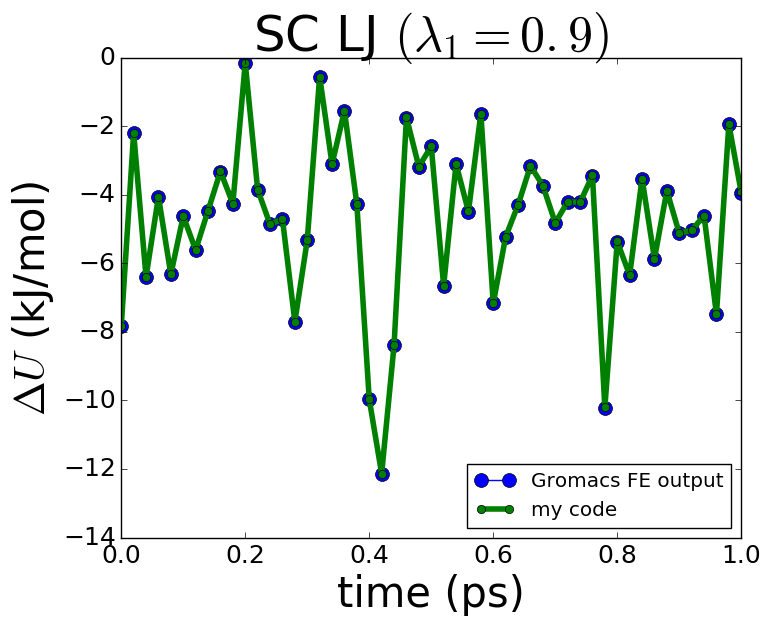 SC LJ (λ₁ = 0.9)
ΔU (kJ/mol)
0
−2
−4
−6
−8
−10
−12
−14
0.0 0.2 0.4 0.6 0.8 1.0
time (ps)
Gromacs FE output
my code